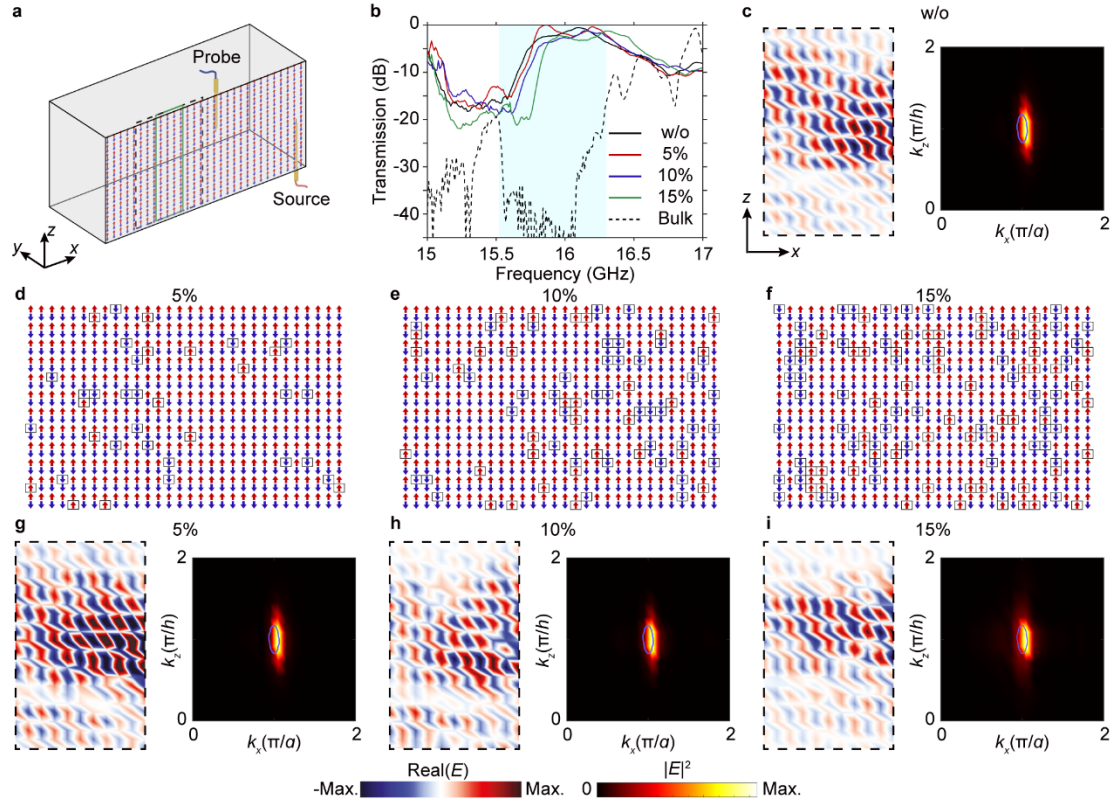 a
Probe
Source
z
y
x
b
Transmission (dB)
0
-10
-20
-30
-40
15
15.5
16
16.5
17
Frequency (GHz)
w/o
5%
10%
15%
Bulk
c
w/o
z
x
2
k_z(π/h)
0
0
2
k_x(π/a)
d
5%
e
10%
f
15%
g
5%
2
k_z(π/h)
0
0
2
k_x(π/a)
h
10%
2
k_z(π/h)
0
0
2
k_x(π/a)
i
15%
2
k_z(π/h)
0
0
2
k_x(π/a)
Real(E)
-Max.
Max.
|E|²
0
Max.